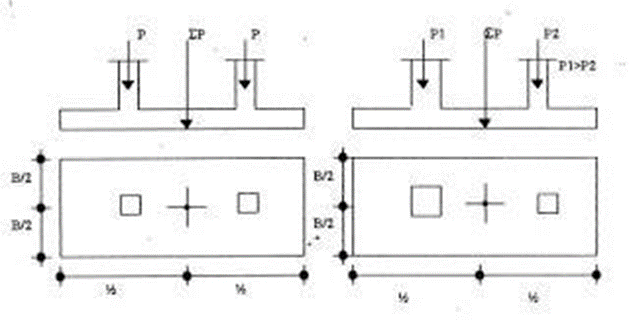 P ΣP P
P1 ΣP P2
P1>P2
B/2
B/2
B/2
B/2
½ ½
½ ½